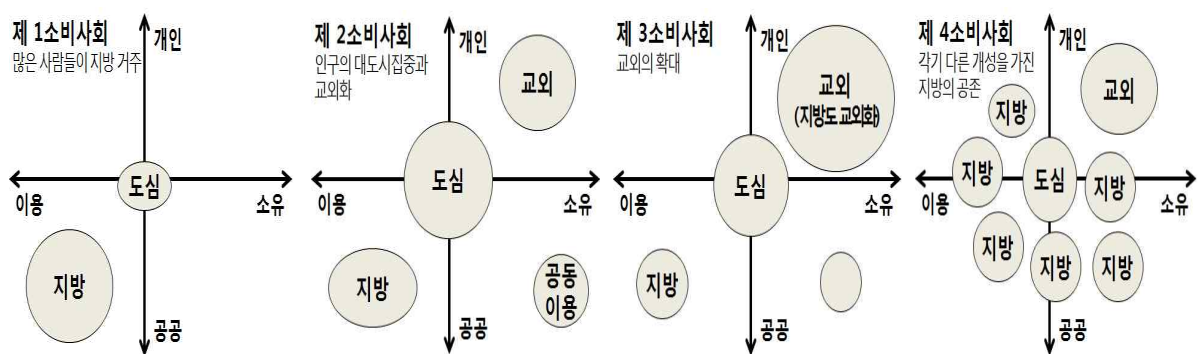 제 1소비사회
많은 사람들이 지방 거주
개인
도심
이용
소유
지방
공공
제 2소비사회
인구의 대도시집중과
교외화
개인
교외
도심
이용
소유
지방
공동
이용
공공
제 3소비사회
교외의 확대
개인
교외
(지방도 교외화)
도심
이용
소유
지방
공공
제 4소비사회
각기 다른 개성을 가진
지방의 공존
개인
교외
지방
지방
도심
지방
이용
소유
지방
지방
지방
공공